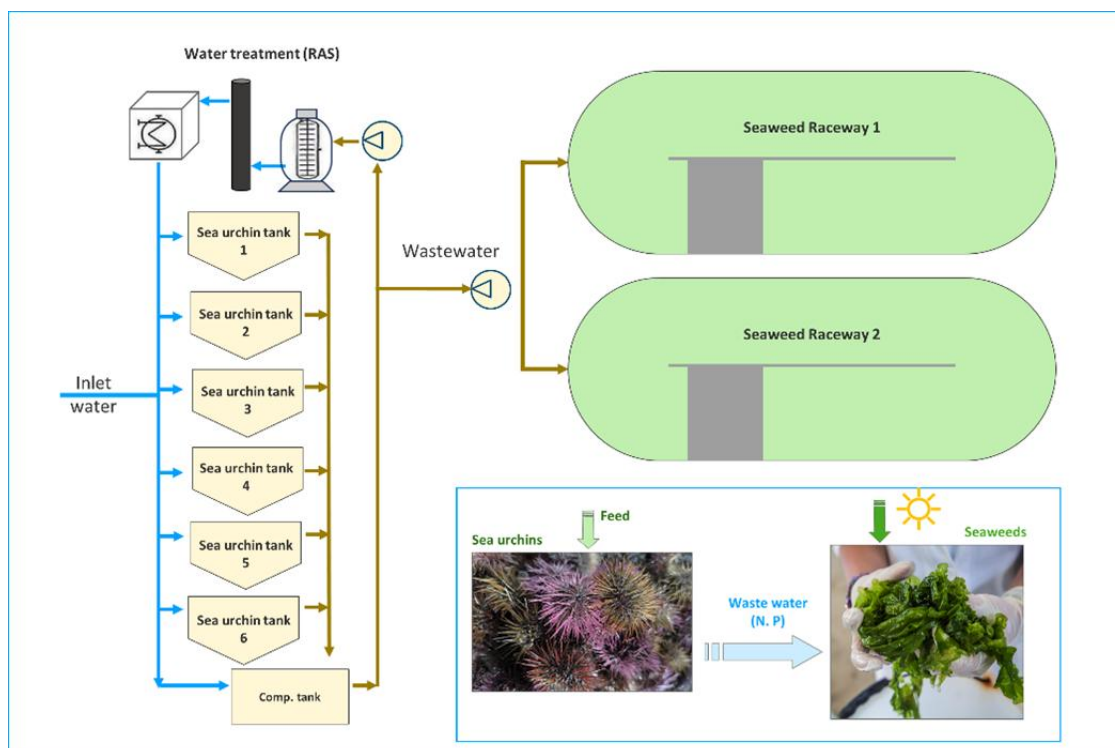 Water treatment (RAS)
Seaweed Raceway 1
Sea urchin tank
1
Wastewater
Sea urchin tank
2
Seaweed Raceway 2
Inlet
water
Sea urchin tank
3
Sea urchin tank
4
Sea urchin tank
5
Sea urchin tank
6
Comp. tank
Feed
Sea urchins
Seaweeds
Waste water
(N. P)